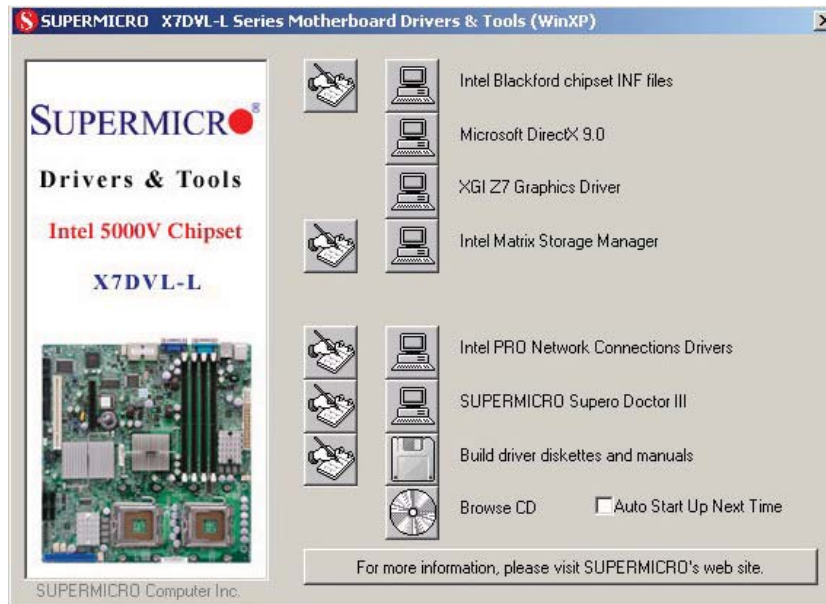 SUPERMICRO X7DVL-L Series Motherboard Drivers & Tools (WinXP)
SUPERMICRO®
Drivers & Tools
Intel 5000V Chipset
X7DVL-L
SUPERMICRO Computer Inc.
Intel Blackford chipset INF files
Microsoft DirectX 9.0
XGI Z7 Graphics Driver
Intel Matrix Storage Manager
Intel PRO Network Connections Drivers
SUPERMICRO Supero Doctor III
Build driver diskettes and manuals
Browse CD
Auto Start Up Next Time
For more information, please visit SUPERMICRO's web site.